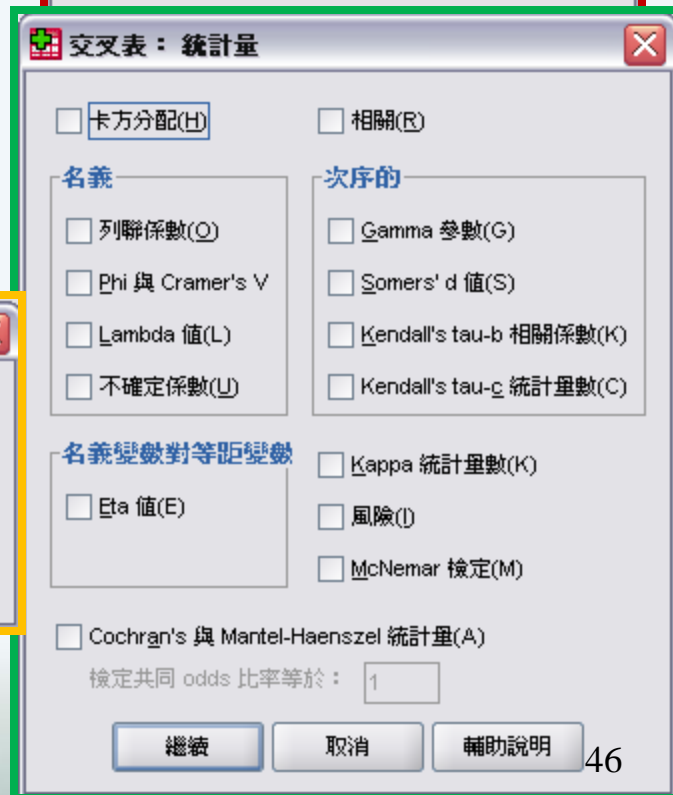 交叉表： 統計量
卡方分配(H)
相關(R)
名義
列聯係數(O)
Phi 與 Cramer's V
Lambda 值(L)
不確定係數(U)
次序的
Gamma 參數(G)
Somers' d 值(S)
Kendall's tau-b 相關係數(K)
Kendall's tau-c 統計量數(C)
名義變數對等距變數
Eta 值(E)
Kappa 統計量數(K)
風險(I)
McNemar 檢定(M)
Cochran's 與 Mantel-Haenszel 統計量(A)
檢定共同 odds 比率等於： 1
繼續
取消
輔助說明
46